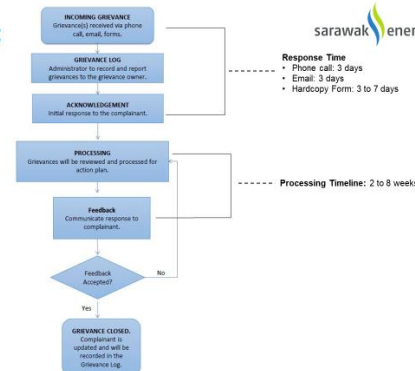 INCOMING GRIEVANCE
Grievance(s) received via phone
call, email, forms.
sarawak ener
GRIEVANCE LOG
Administrator to record and report
grievances to the grievance owner.
Response Time
• Phone call: 3 days
• Email: 3 days
• Hardcopy Form: 3 to 7 days
ACKNOWLEDGEMENT
Initial response to the complainant.
PROCESSING
Grievances will be reviewed and processed for
action plan.
Processing Timeline: 2 to 8 weeks
Feedback
Communicate response to
complainant.
Feedback
Accepted?
No
Yes
GRIEVANCE CLOSED.
Complainant is
updated and will be
recorded in the
Grievance Log.